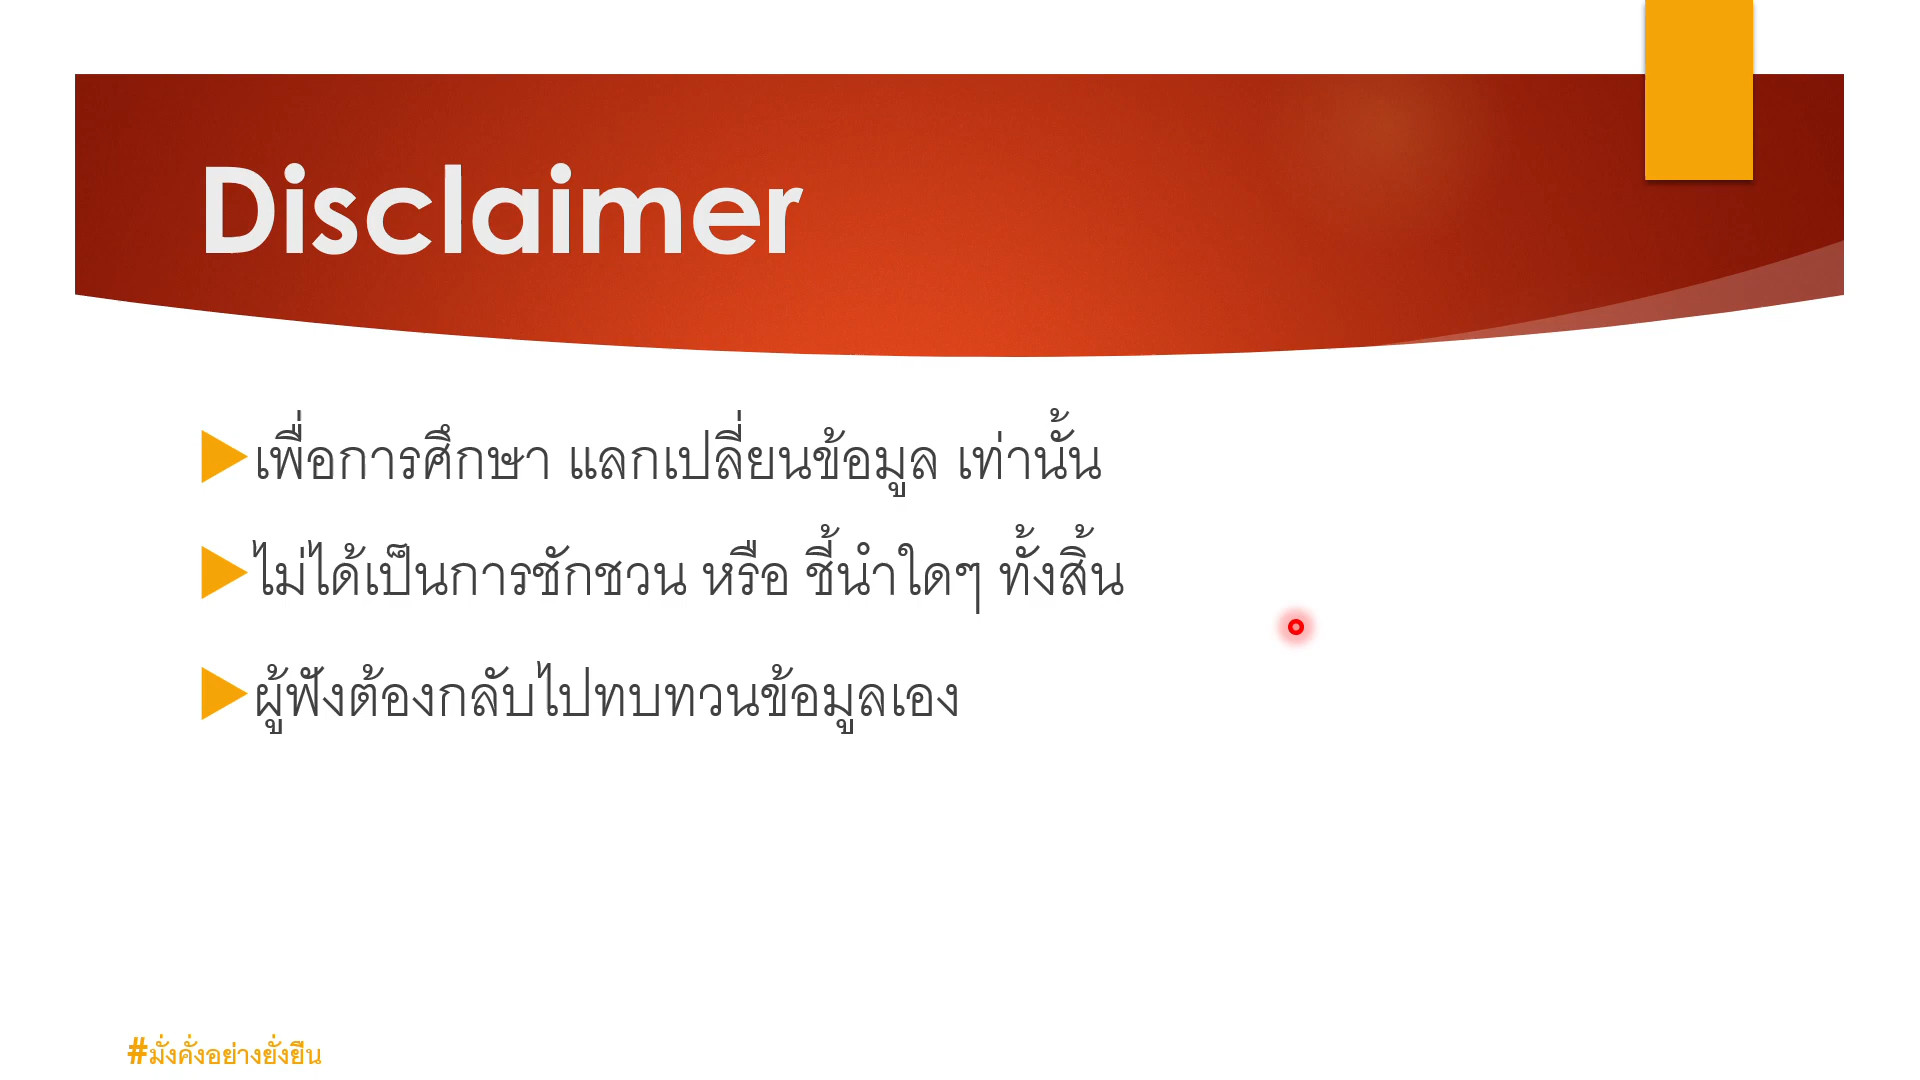 Disclaimer
เพื่อการศึกษา แลกเปลี่ยนข้อมูล เท่านั้น
ไม่ได้เป็นการชักชวน หรือ ชี้นำใดๆ ทั้งสิ้น
ผู้ฟังต้องกลับไปทบทวนข้อมูลเอง
#มั่งคั่งอย่างยั่งยืน